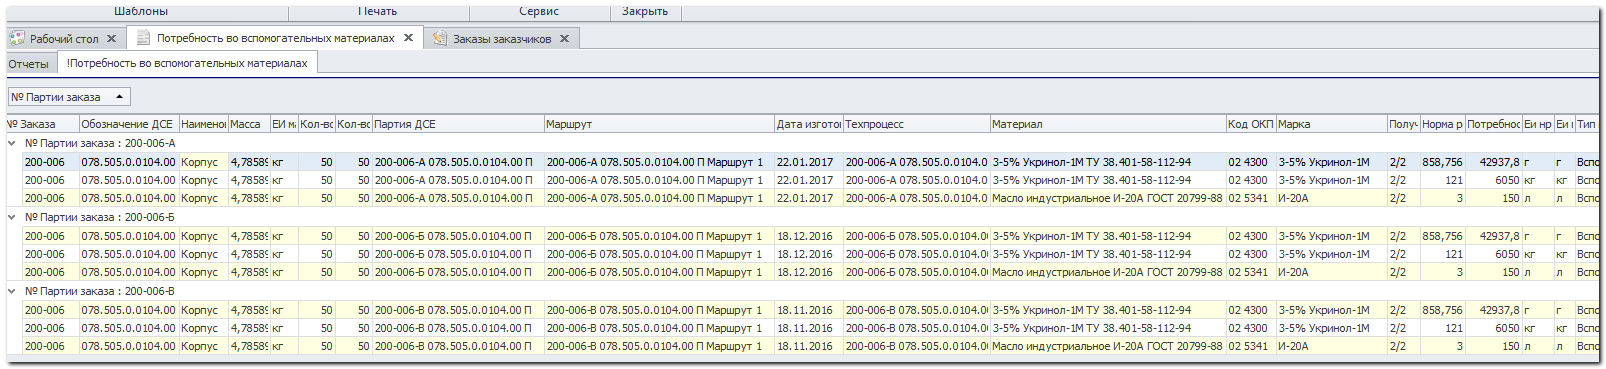 Шаблоны Печать Сервис Закрыть
Рабочий стол Потребность во вспомогательных материалах Заказы заказчиков
Отчеты !Потребность во вспомогательных материалах
№ Партии заказа
№ Заказа Обозначение ДСЕ Наименов Масса ЕИ ма Кол-во Кол-во Партия ДСЕ Маршрут Дата изготов Техпроцесс Материал Код ОКП Марка Получ Норма р Потребнос Еи нр Еи п Тип
№ Партии заказа : 200-006-А
200-006 078.505.0.0104.00 Корпус 4,78589 кг 50 50 200-006-А 078.505.0.0104.00 П 200-006-А 078.505.0.0104.00 П Маршрут 1 22.01.2017 200-006-А 078.505.0.0104.0 3-5% Укринол-1М ТУ 38.401-58-112-94 02 4300 3-5% Укринол-1М 2/2 858,756 42937,8 г г Вспо
200-006 078.505.0.0104.00 Корпус 4,78589 кг 50 50 200-006-А 078.505.0.0104.00 П 200-006-А 078.505.0.0104.00 П Маршрут 1 22.01.2017 200-006-А 078.505.0.0104.0 3-5% Укринол-1М ТУ 38.401-58-112-94 02 4300 3-5% Укринол-1М 2/2 121 6050 кг кг Вспо
200-006 078.505.0.0104.00 Корпус 4,78589 кг 50 50 200-006-А 078.505.0.0104.00 П 200-006-А 078.505.0.0104.00 П Маршрут 1 22.01.2017 200-006-А 078.505.0.0104.0 Масло индустриальное И-20А ГОСТ 20799-88 02 5341 И-20А 2/2 3 150 л л Вспо
№ Партии заказа : 200-006-Б
200-006 078.505.0.0104.00 Корпус 4,78589 кг 50 50 200-006-Б 078.505.0.0104.00 П 200-006-Б 078.505.0.0104.00 П Маршрут 1 18.12.2016 200-006-Б 078.505.0.0104.0 3-5% Укринол-1М ТУ 38.401-58-112-94 02 4300 3-5% Укринол-1М 2/2 858,756 42937,8 г г Вспо
200-006 078.505.0.0104.00 Корпус 4,78589 кг 50 50 200-006-Б 078.505.0.0104.00 П 200-006-Б 078.505.0.0104.00 П Маршрут 1 18.12.2016 200-006-Б 078.505.0.0104.0 3-5% Укринол-1М ТУ 38.401-58-112-94 02 4300 3-5% Укринол-1М 2/2 121 6050 кг кг Вспо
200-006 078.505.0.0104.00 Корпус 4,78589 кг 50 50 200-006-Б 078.505.0.0104.00 П 200-006-Б 078.505.0.0104.00 П Маршрут 1 18.12.2016 200-006-Б 078.505.0.0104.0 Масло индустриальное И-20А ГОСТ 20799-88 02 5341 И-20А 2/2 3 150 л л Вспо
№ Партии заказа : 200-006-В
200-006 078.505.0.0104.00 Корпус 4,78589 кг 50 50 200-006-В 078.505.0.0104.00 П 200-006-В 078.505.0.0104.00 П Маршрут 1 18.11.2016 200-006-В 078.505.0.0104.0 3-5% Укринол-1М ТУ 38.401-58-112-94 02 4300 3-5% Укринол-1М 2/2 858,756 42937,8 г г Вспо
200-006 078.505.0.0104.00 Корпус 4,78589 кг 50 50 200-006-В 078.505.0.0104.00 П 200-006-В 078.505.0.0104.00 П Маршрут 1 18.11.2016 200-006-В 078.505.0.0104.0 3-5% Укринол-1М ТУ 38.401-58-112-94 02 4300 3-5% Укринол-1М 2/2 121 6050 кг кг Вспо
200-006 078.505.0.0104.00 Корпус 4,78589 кг 50 50 200-006-В 078.505.0.0104.00 П 200-006-В 078.505.0.0104.00 П Маршрут 1 18.11.2016 200-006-В 078.505.0.0104.0 Масло индустриальное И-20А ГОСТ 20799-88 02 5341 И-20А 2/2 3 150 л л Вспо